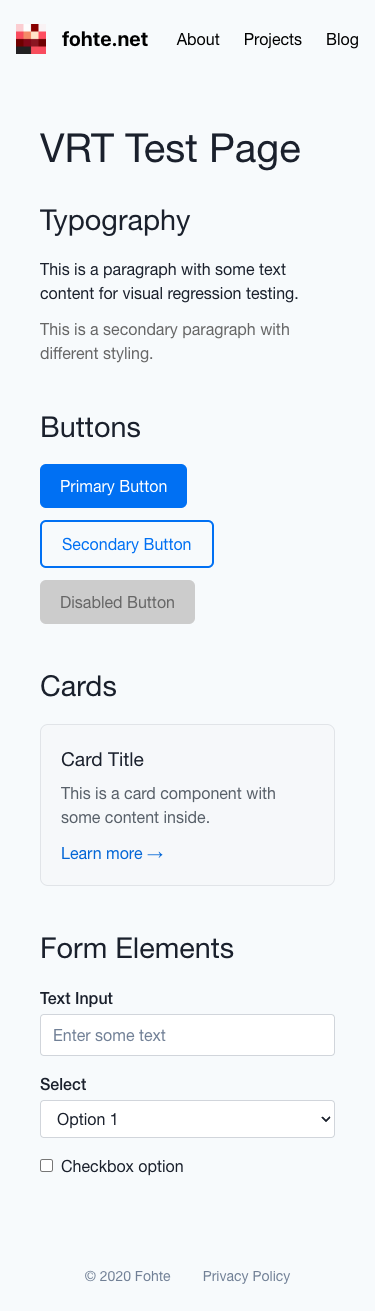 fohte.net About Projects Blog
VRT Test Page
Typography
This is a paragraph with some text
content for visual regression testing.
This is a secondary paragraph with
different styling.
Buttons
Primary Button
Secondary Button
Disabled Button
Cards
Card Title
This is a card component with
some content inside.
Learn more →
Form Elements
Text Input
Enter some text
Select
Option 1
Checkbox option
© 2020 Fohte Privacy Policy